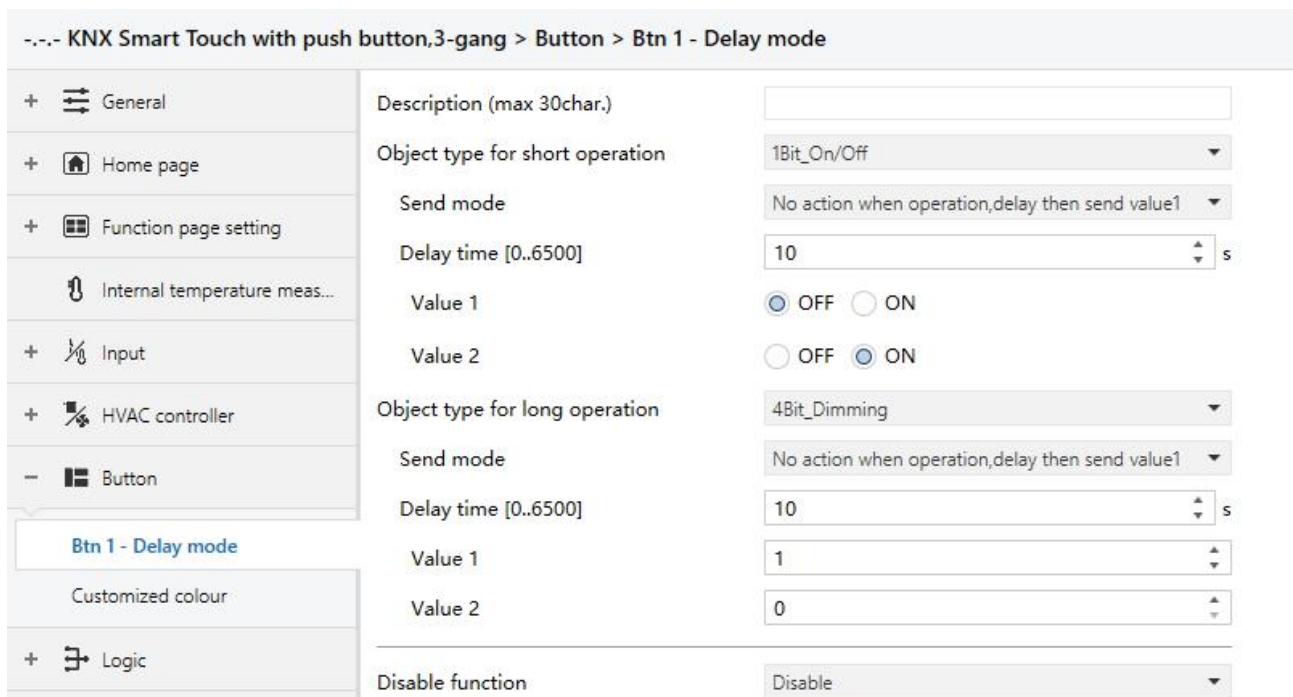 -.-.- KNX Smart Touch with push button,3-gang > Button > Btn 1 - Delay mode
+ General
+ Home page
+ Function page setting
Internal temperature meas...
+ Input
+ HVAC controller
– Button
Btn 1 - Delay mode
Customized colour
+ Logic
Description (max 30char.)
Object type for short operation 1Bit_On/Off
Send mode No action when operation,delay then send value1
Delay time [0..6500] 10 s
Value 1 OFF ON
Value 2 OFF ON
Object type for long operation 4Bit_Dimming
Send mode No action when operation,delay then send value1
Delay time [0..6500] 10 s
Value 1 1
Value 2 0
Disable function Disable